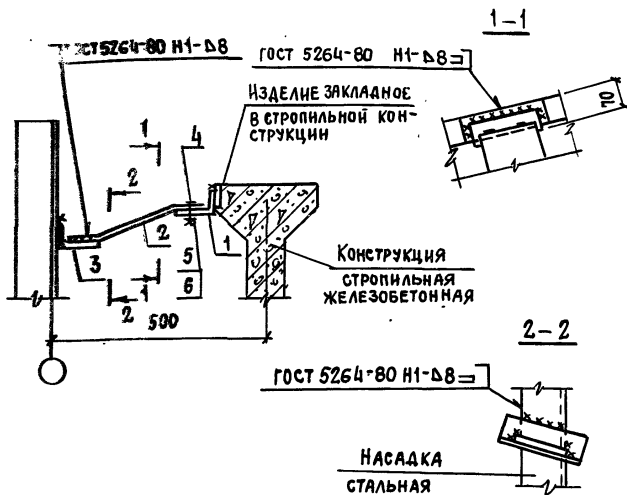 1-1
ГОСТ 5264-80 Н1-Δ8
ГОСТ 5264-80 Н1-Δ8
70
ИЗДЕЛИЕ ЗАКЛАДНОЕ
В СТРОПИЛЬНОЙ КОН-
СТРУКЦИИ
1
4
2
2
1
3
5
6
1
2
КОНСТРУКЦИЯ
СТРОПИЛЬНАЯ
ЖЕЛЕЗОБЕТОННАЯ
500
2-2
ГОСТ 5264-80 Н1-Δ8
НАСАДКА
СТАЛЬНАЯ